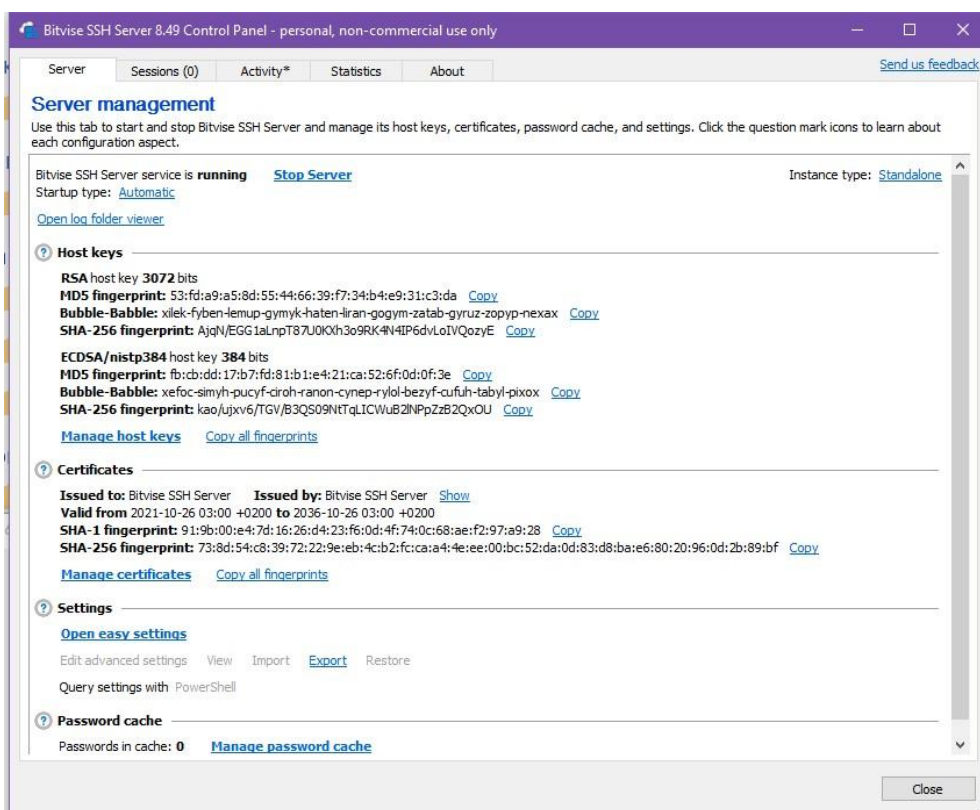 Bitvise SSH Server 8.49 Control Panel - personal, non-commercial use only
Server Sessions (0) Activity* Statistics About Send us feedback
Server management
Use this tab to start and stop Bitvise SSH Server and manage its host keys, certificates, password cache, and settings. Click the question mark icons to learn about
each configuration aspect.
Bitvise SSH Server service is running Stop Server Instance type: Standalone
Startup type: Automatic
Open log folder viewer
Host keys
RSA host key 3072 bits
MD5 fingerprint: 53:fd:a9:a5:8d:55:44:66:39:f7:34:b4:e9:31:c3:da Copy
Bubble-Babble: xilek-fyben-lemup-gymyk-haten-liran-gogym-zatab-gyruz-zopyp-nexax Copy
SHA-256 fingerprint: AjqN/EGG1aLnpT87U0KXh3o9RK4N4IP6dvLoIVQozyE Copy
ECDSA/nistp384 host key 384 bits
MD5 fingerprint: fb:cb:dd:17:b7:fd:81:b1:e4:21:ca:52:6f:0d:0f:3e Copy
Bubble-Babble: xefoc-simyh-pucyf-ciroh-ranon-cynep-rylol-bezyf-cufuh-tabyl-pixox Copy
SHA-256 fingerprint: kao/ujxv6/TGV/B3QS09NtTqLICWuB2lNPpZzB2QxOU Copy
Manage host keys Copy all fingerprints
Certificates
Issued to: Bitvise SSH Server Issued by: Bitvise SSH Server Show
Valid from 2021-10-26 03:00 +0200 to 2036-10-26 03:00 +0200
SHA-1 fingerprint: 91:9b:00:e4:7d:16:26:d4:23:f6:0d:4f:74:0c:68:ae:f2:97:a9:28 Copy
SHA-256 fingerprint: 73:8d:54:c8:39:72:22:9e:eb:4c:b2:fc:ca:a4:4e:ee:00:bc:52:da:0d:83:d8:ba:e6:80:20:96:0d:2b:89:bf Copy
Manage certificates Copy all fingerprints
Settings
Open easy settings
Edit advanced settings View Import Export Restore
Query settings with PowerShell
Password cache
Passwords in cache: 0 Manage password cache
Close